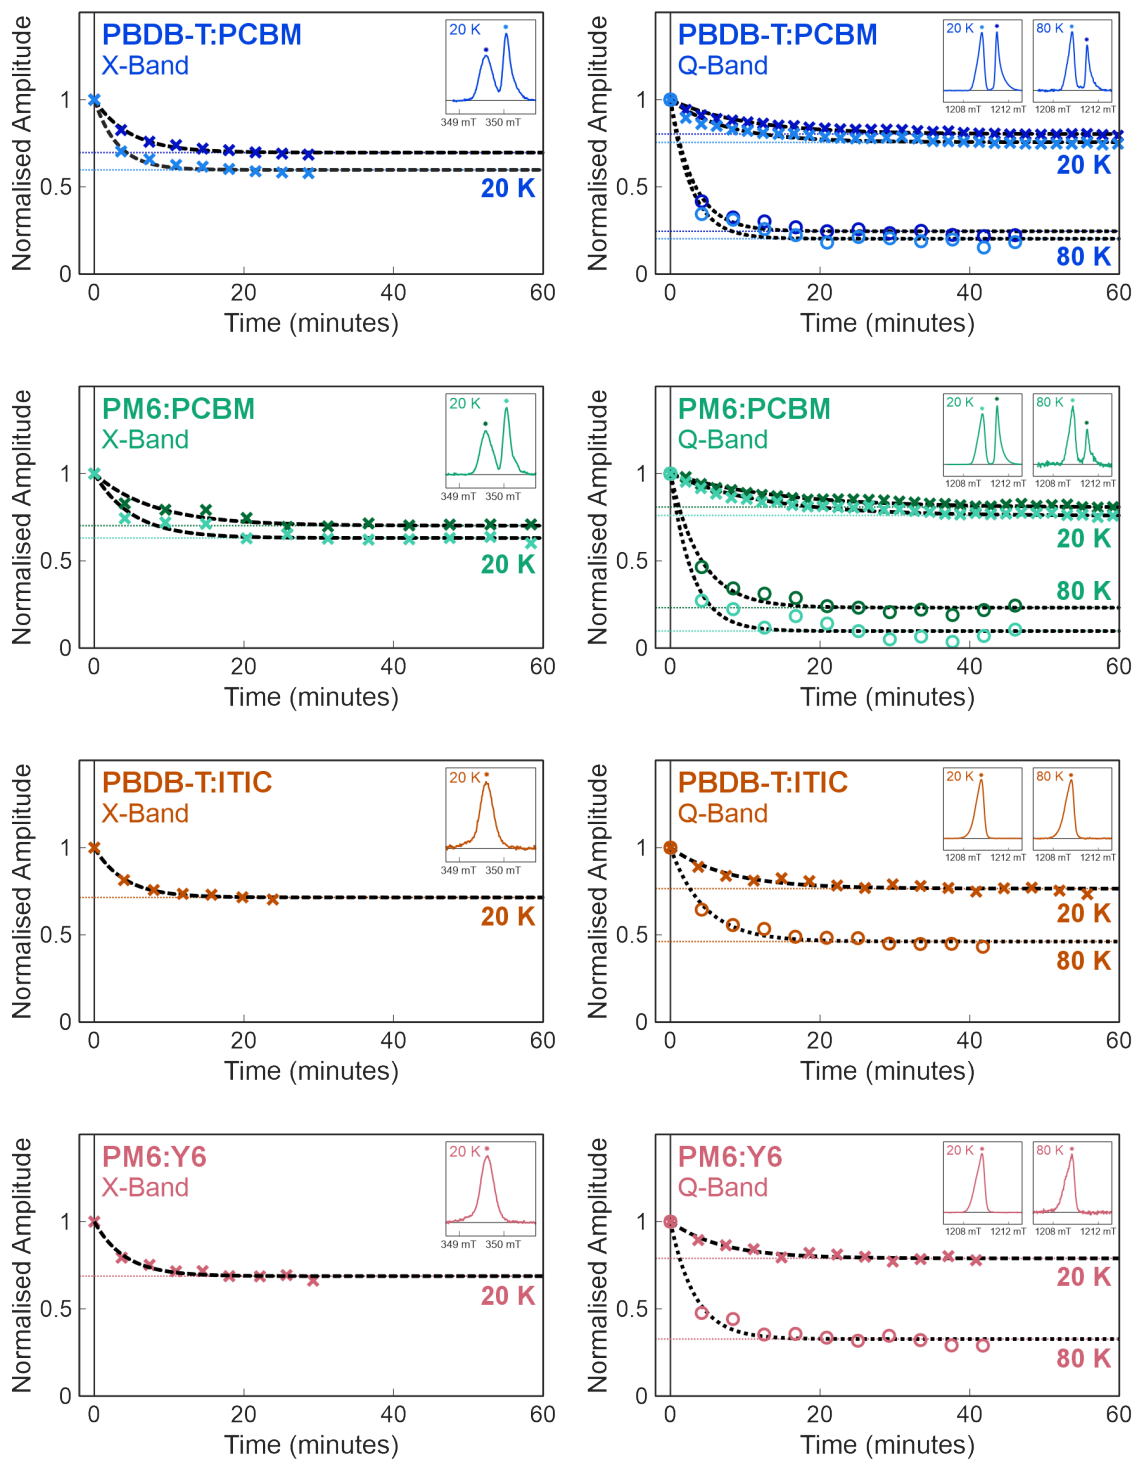 PBDB-T:PCBM
X-Band
20 K
349 mT 350 mT
Normalised Amplitude
1
0.5
0
20 K
0 20 40 60
Time (minutes)
PBDB-T:PCBM
Q-Band
20 K
1208 mT 1212 mT
80 K
1208 mT 1212 mT
Normalised Amplitude
1
0.5
0
20 K
80 K
0 20 40 60
Time (minutes)
PM6:PCBM
X-Band
20 K
349 mT 350 mT
Normalised Amplitude
1
0.5
0
20 K
0 20 40 60
Time (minutes)
PM6:PCBM
Q-Band
20 K
1208 mT 1212 mT
80 K
1208 mT 1212 mT
Normalised Amplitude
1
0.5
0
20 K
80 K
0 20 40 60
Time (minutes)
PBDB-T:ITIC
X-Band
20 K
349 mT 350 mT
Normalised Amplitude
1
0.5
0
20 K
0 20 40 60
Time (minutes)
PBDB-T:ITIC
Q-Band
20 K
1208 mT 1212 mT
80 K
1208 mT 1212 mT
Normalised Amplitude
1
0.5
0
20 K
80 K
0 20 40 60
Time (minutes)
PM6:Y6
X-Band
20 K
349 mT 350 mT
Normalised Amplitude
1
0.5
0
20 K
0 20 40 60
Time (minutes)
PM6:Y6
Q-Band
20 K
1208 mT 1212 mT
80 K
1208 mT 1212 mT
Normalised Amplitude
1
0.5
0
20 K
80 K
0 20 40 60
Time (minutes)